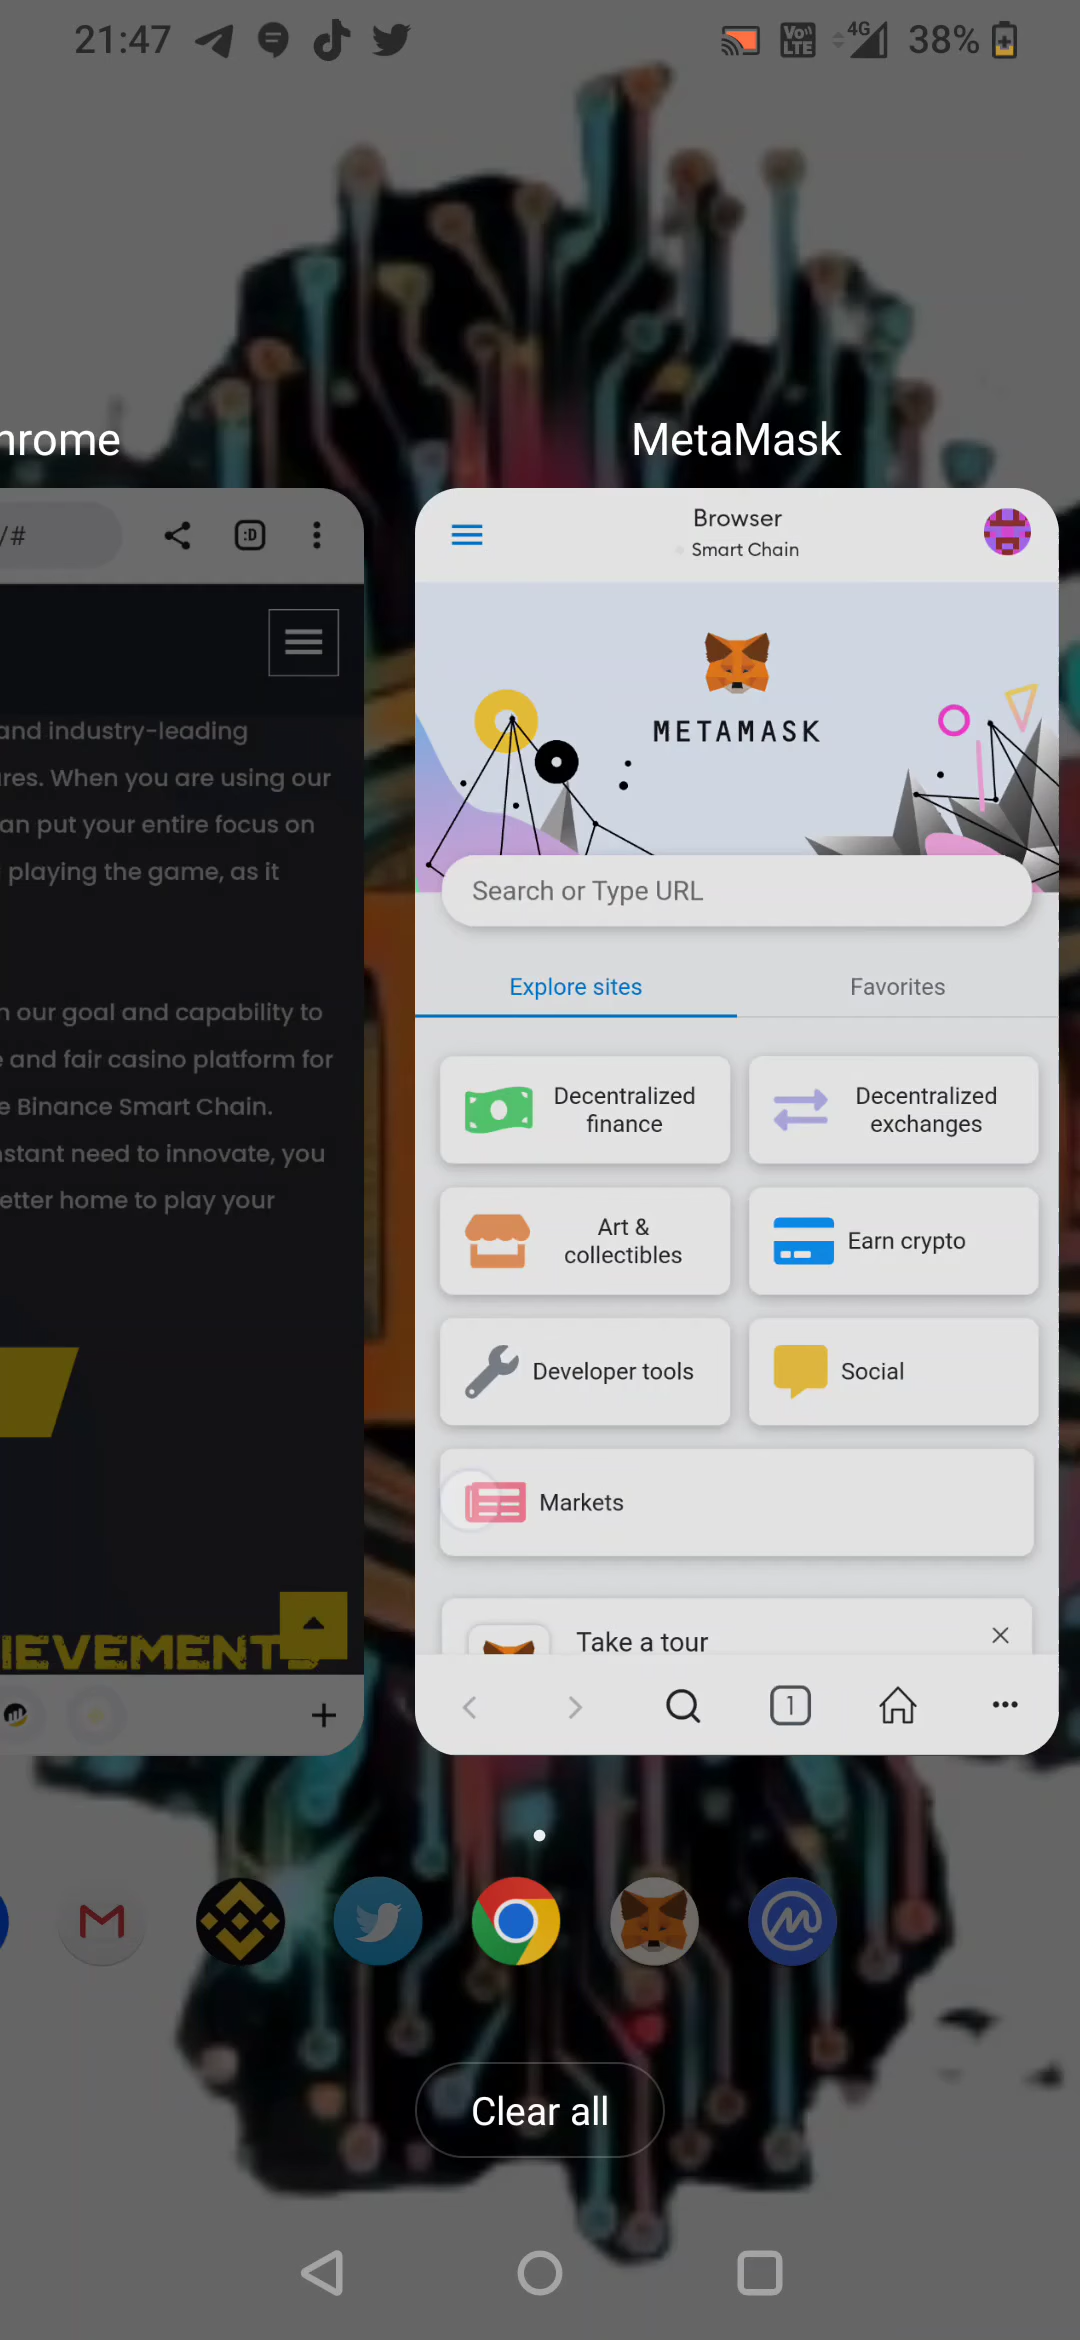 21:47
Vo)) LTE
4G
38%
hrome
MetaMask
/#
:D
Browser
Smart Chain
METAMASK
and industry-leading
res. When you are using our
an put your entire focus on
playing the game, as it
n our goal and capability to
e and fair casino platform for
e Binance Smart Chain.
nstant need to innovate, you
etter home to play your
IEVEMENT
Search or Type URL
Explore sites
Favorites
Decentralized
finance
Decentralized
exchanges
Art &
collectibles
Earn crypto
Developer tools
Social
Markets
Take a tour
1
Clear all